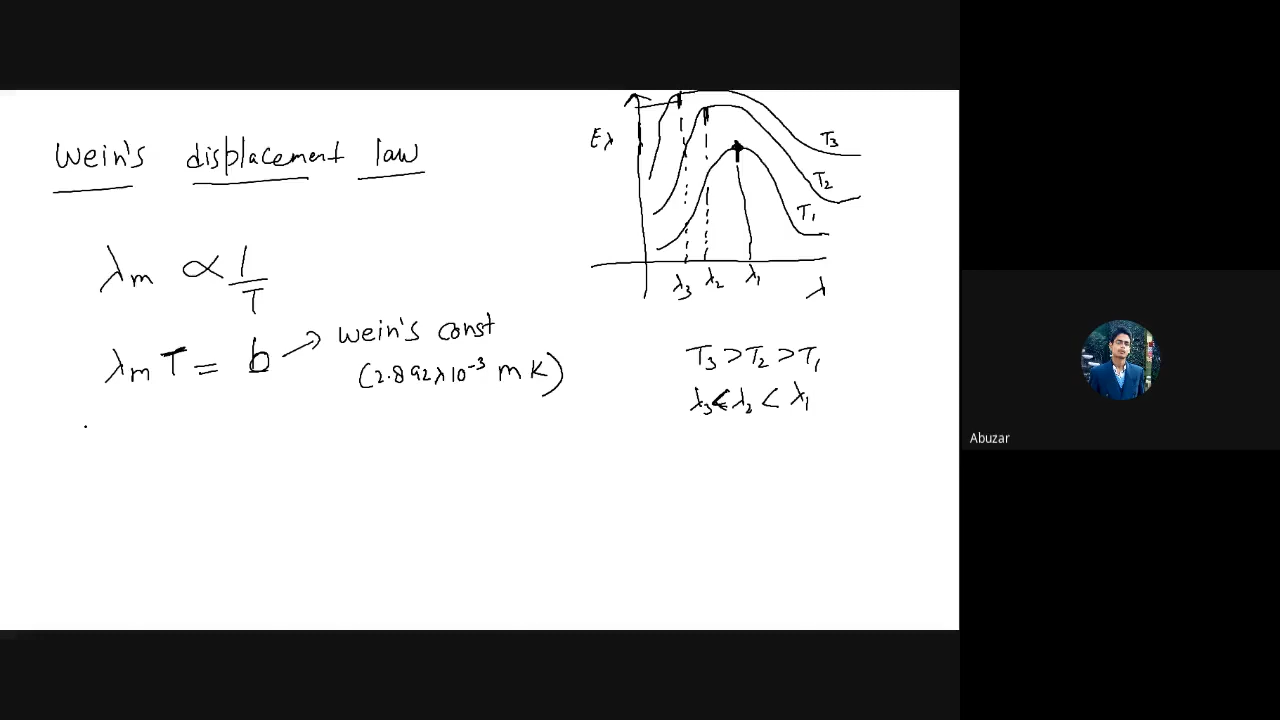 Wein's displacement law
λm ∝ 1/T
λm T = b → Wein's const
(2.892 λ 10⁻³ m K)
Eλ
T3
T2
T1
λ3 λ2 λ1 λ
T3 > T2 > T1
λ3 < λ2 < λ1
Abuzar